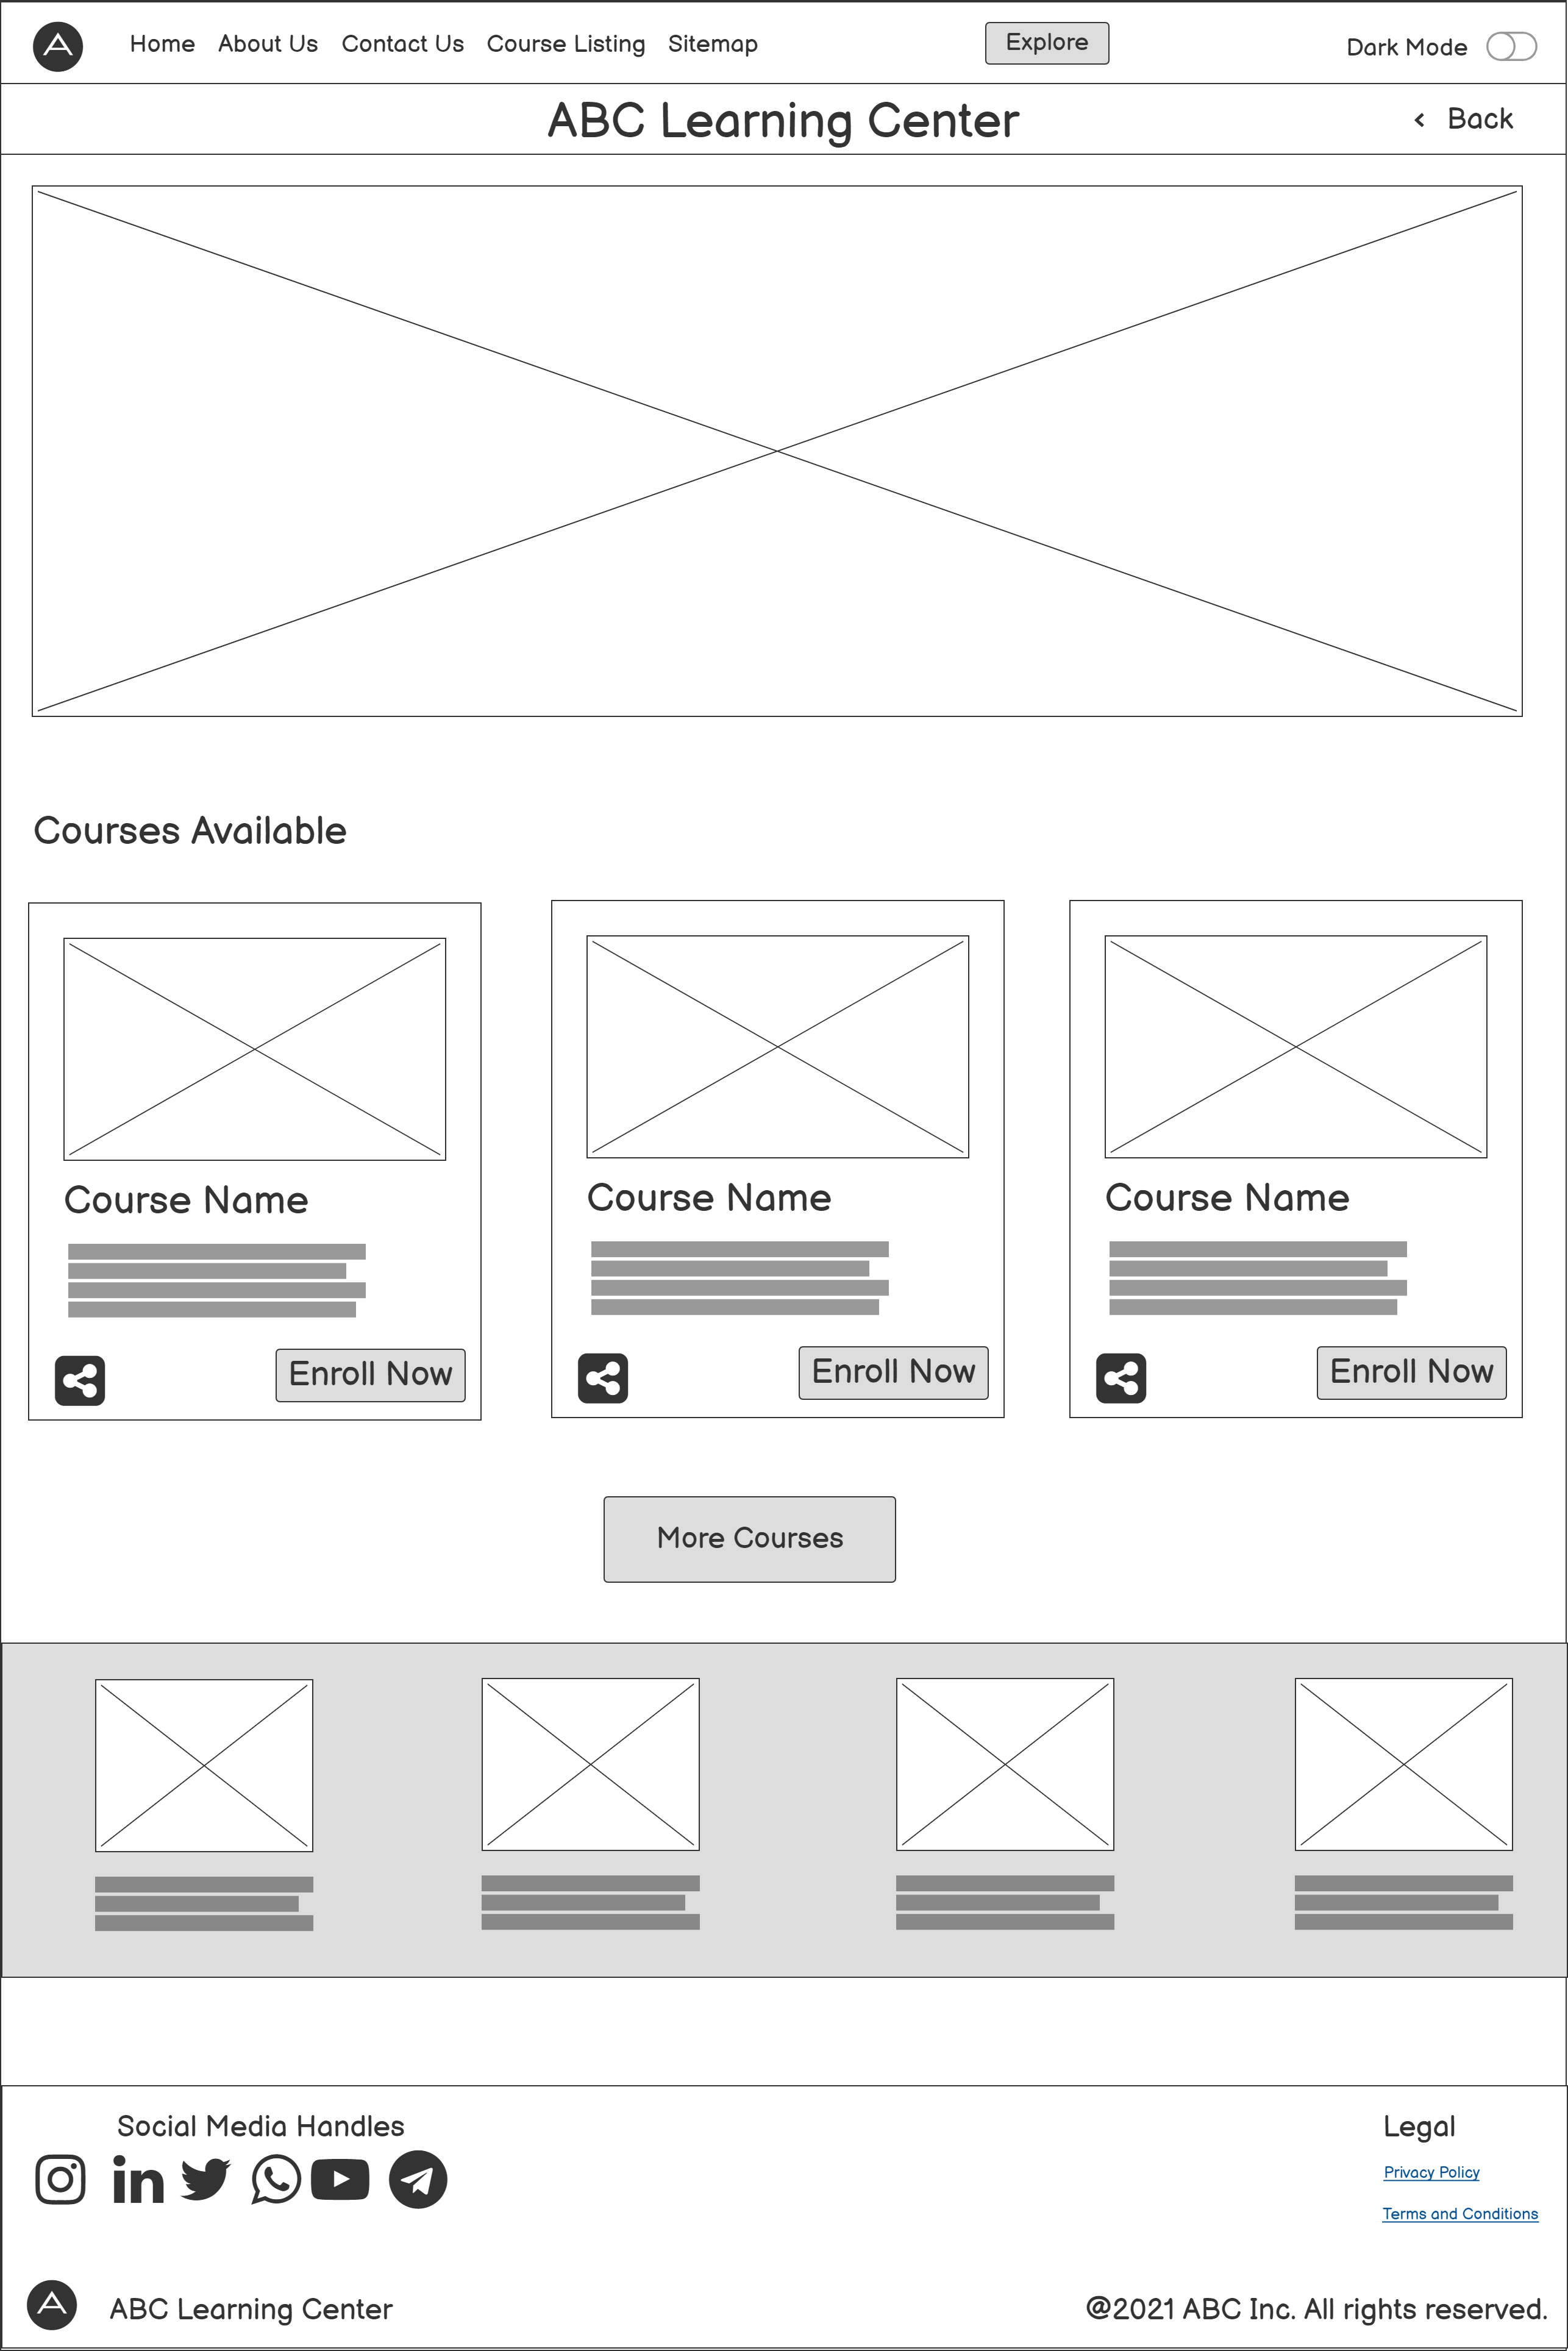 Home About Us Contact Us Course Listing Sitemap Explore Dark Mode
ABC Learning Center
Back
Courses Available
Course Name
Enroll Now
Course Name
Enroll Now
Course Name
Enroll Now
More Courses
Social Media Handles
Legal
Privacy Policy
Terms and Conditions
ABC Learning Center
@2021 ABC Inc. All rights reserved.